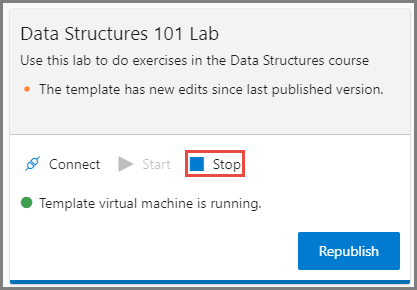 Data Structures 101 Lab
Use this lab to do exercises in the Data Structures course
The template has new edits since last published version.
Connect Start Stop
Template virtual machine is running.
Republish